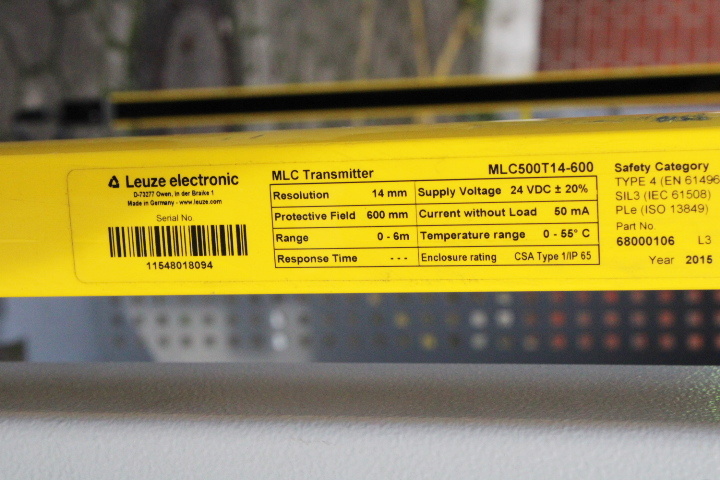 Leuze electronic
D-73277 Owen, in der Braike 1
Made in Germany - www.leuze.com
Serial No
11548018094
MLC Transmitter MLC500T14-600
Resolution 14 mm Supply Voltage 24 VDC ± 20%
Protective Field 600 mm Current without Load 50 mA
Range 0 - 6m Temperature range 0 - 55° C
Response Time - - - Enclosure rating CSA Type 1/IP 65
Safety Category
TYPE 4 (EN 61496
SIL3 (IEC 61508)
PLe (ISO 13849)
Part No
68000106 L3
Year 2015